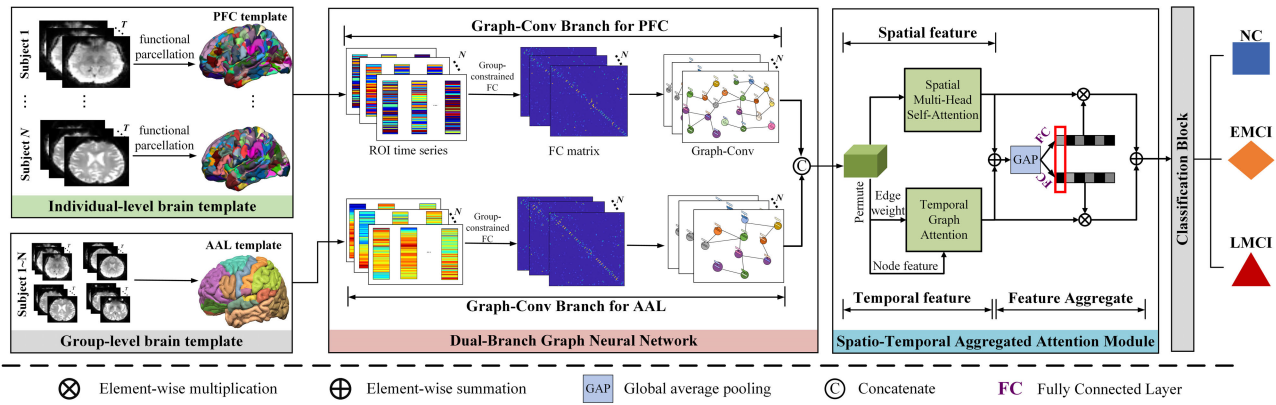 PFC template
Subject 1
T
functional
parcellation
Subject N
T
functional
parcellation
Individual-level brain template
AAL template
Subject 1~N
T
T
T
T
Group-level brain template
Graph-Conv Branch for PFC
N
Group-
constrained
FC
N
N
ROI time series
FC matrix
Graph-Conv
C
N
Group-
constrained
FC
N
N
Graph-Conv Branch for AAL
Dual-Branch Graph Neural Network
Spatial feature
Spatial
Multi-Head
Self-Attention
Permute
Edge
weight
Temporal
Graph
Attention
Node feature
GAP
FC
FC
Temporal feature
Feature Aggregate
Spatio-Temporal Aggregated Attention Module
Classification Block
NC
EMCI
LMCI
Element-wise multiplication
Element-wise summation
GAP Global average pooling
C Concatenate
FC Fully Connected Layer